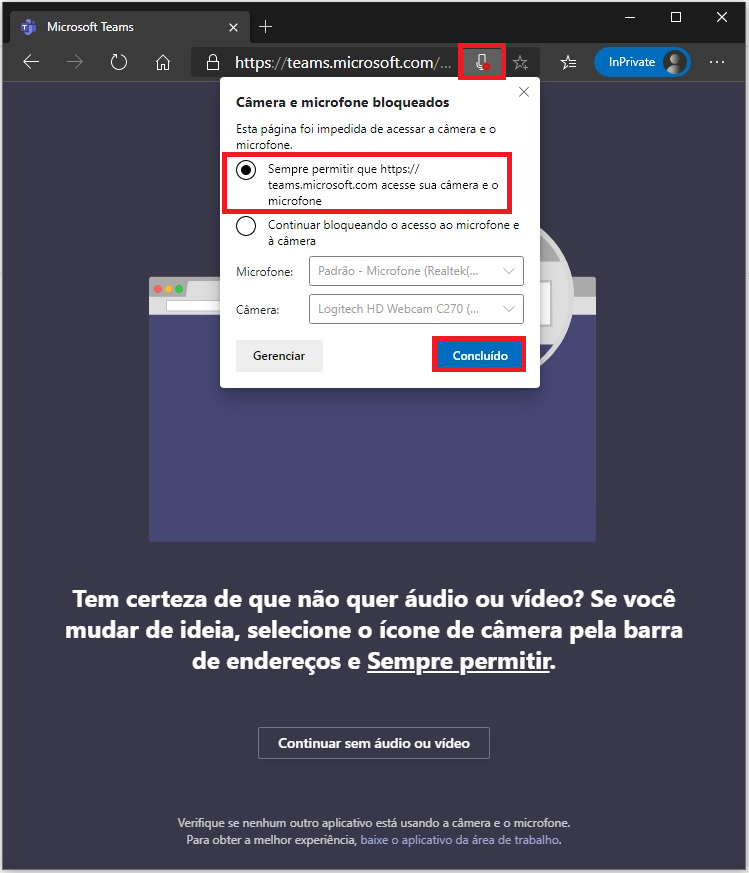 Microsoft Teams
https://teams.microsoft.com/...
InPrivate
Câmera e microfone bloqueados
Esta página foi impedida de acessar a câmera e o
microfone.
Sempre permitir que https://
teams.microsoft.com acesse sua câmera e o
microfone
Continuar bloqueando o acesso ao microfone e
à câmera
Microfone:
Padrão - Microfone (Realtek(...
Câmera:
Logitech HD Webcam C270 (...
Gerenciar
Concluído
Tem certeza de que não quer áudio ou vídeo? Se você
mudar de ideia, selecione o ícone de câmera pela barra
de endereços e Sempre permitir.
Continuar sem áudio ou vídeo
Verifique se nenhum outro aplicativo está usando a câmera e o microfone.
Para obter a melhor experiência, baixe o aplicativo da área de trabalho.